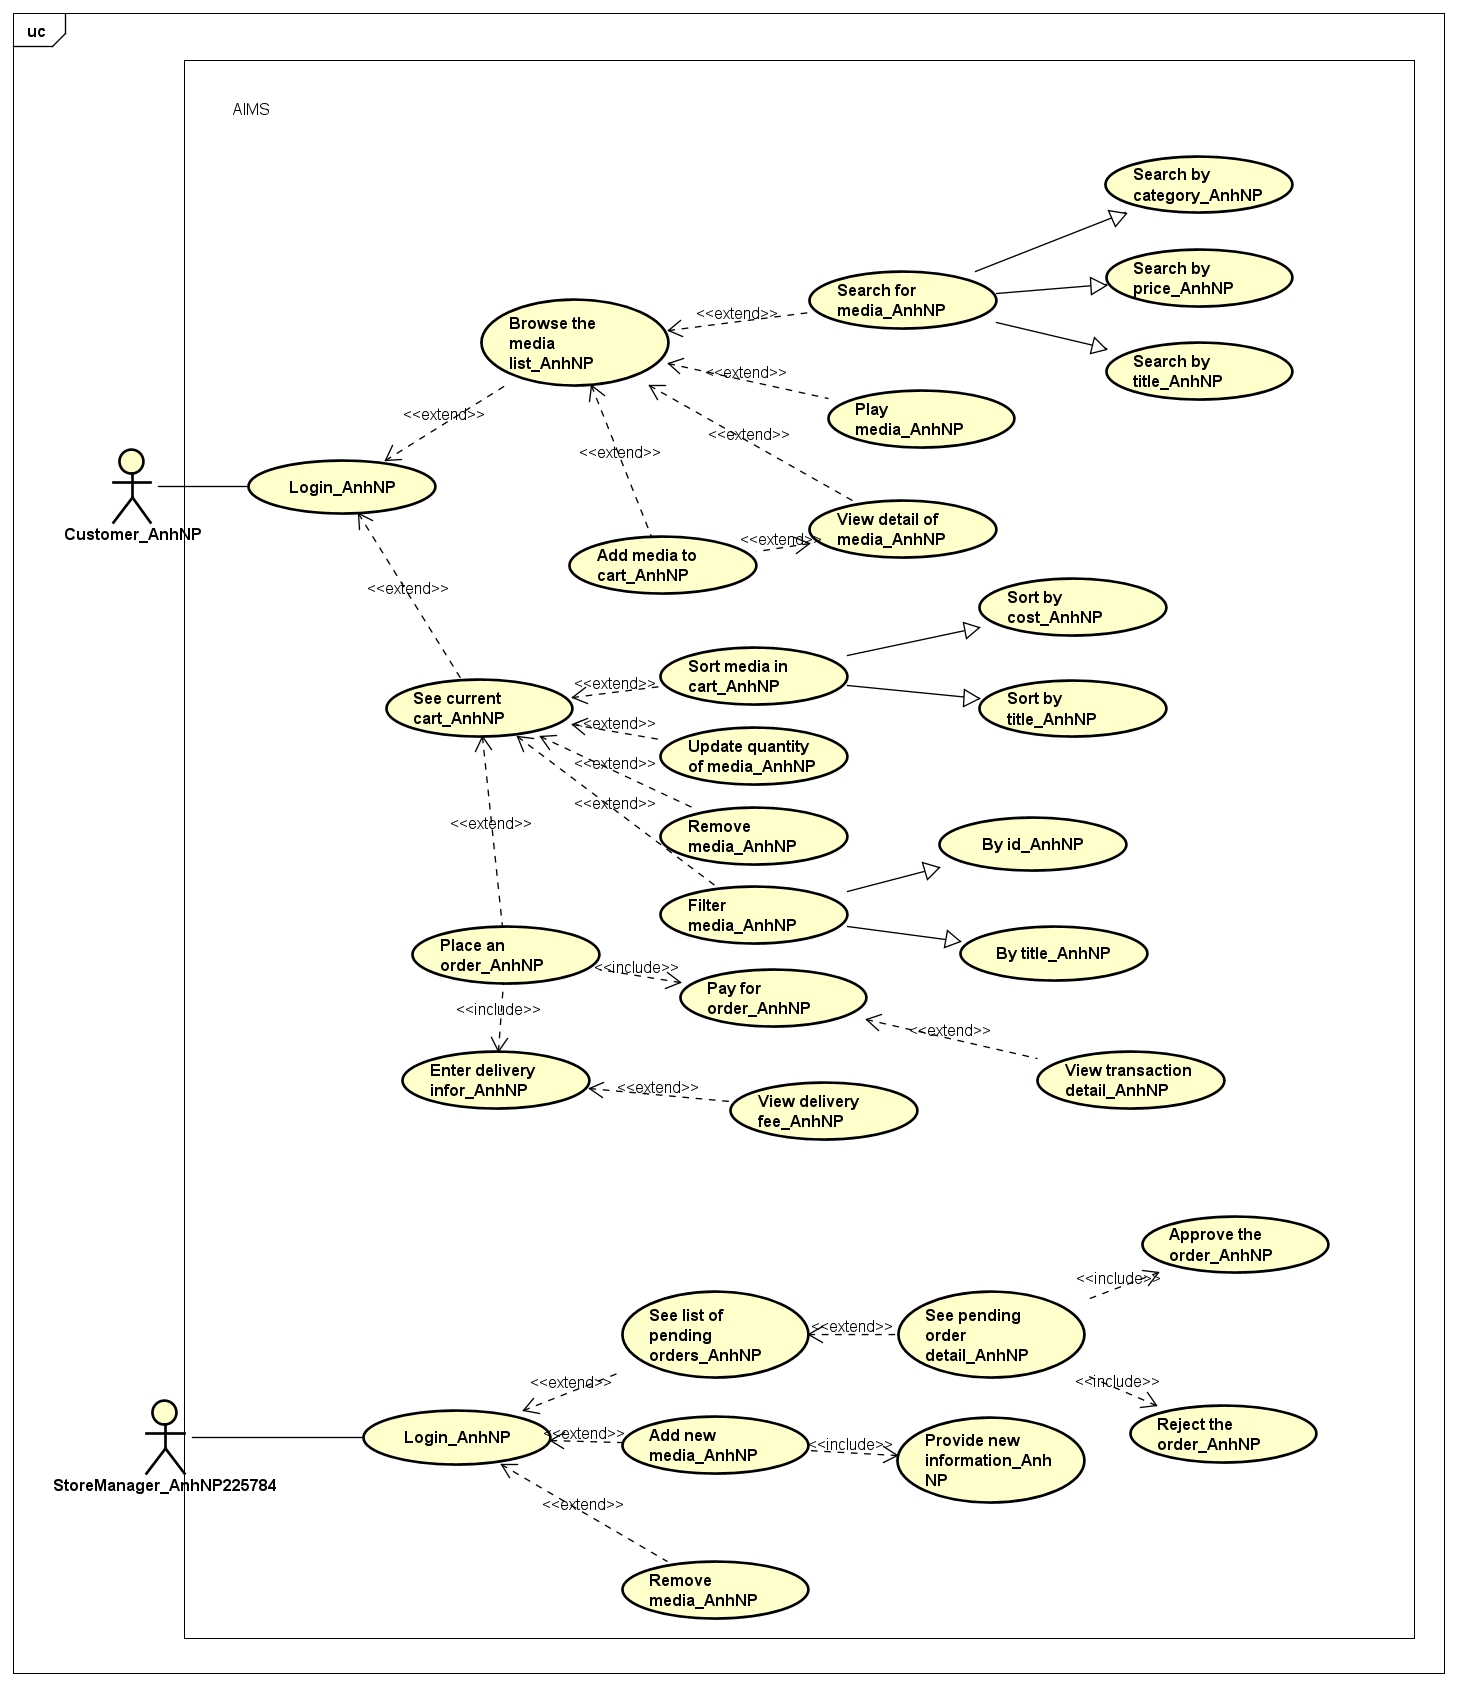 uc
AIMS
Search by
category_AnhNP
Search by
price_AnhNP
Search for
media_AnhNP
<<extend>>
Browse the
media
list_AnhNP
Search by
title_AnhNP
<<extend>>
Play
media_AnhNP
<<extend>>
<<extend>>
<<extend>>
Login_AnhNP
Customer_AnhNP
View detail of
media_AnhNP
<<extend>>
Add media to
cart_AnhNP
<<extend>>
Sort by
cost_AnhNP
Sort media in
cart_AnhNP
<<extend>>
See current
cart_AnhNP
Sort by
title_AnhNP
<<extend>>
Update quantity
of media_AnhNP
<<extend>>
<<extend>>
<<extend>>
Remove
media_AnhNP
By id_AnhNP
Filter
media_AnhNP
By title_AnhNP
Place an
order_AnhNP
<<include>>
Pay for
order_AnhNP
<<include>>
<<extend>>
Enter delivery
infor_AnhNP
<<extend>>
View transaction
detail_AnhNP
View delivery
fee_AnhNP
Approve the
order_AnhNP
<<include>>
See list of
pending
orders_AnhNP
<<extend>>
See pending
order
detail_AnhNP
<<extend>>
<<include>>
Reject the
order_AnhNP
Login_AnhNP
<<extend>>
Add new
media_AnhNP
<<include>>
Provide new
information_Anh
NP
StoreManager_AnhNP225784
<<extend>>
Remove
media_AnhNP